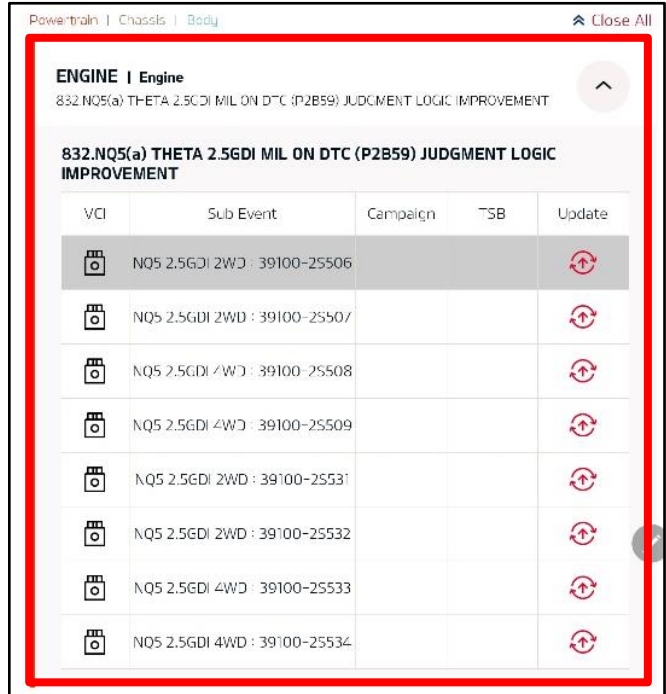 Powertrain | Chassis | Body
Close All
ENGINE | Engine
832.NQ5(a) THETA 2.5GDI MIL ON DTC (P2B59) JUDGMENT LOGIC IMPROVEMENT
832.NQ5(a) THETA 2.5GDI MIL ON DTC (P2B59) JUDGMENT LOGIC
IMPROVEMENT
VCI Sub Event Campaign TSB Update
NQ5 2.5GDI 2WD : 39100-2S506
NQ5 2.5GDI 2WD : 39100-2S507
NQ5 2.5GDI 4WD : 39100-2S508
NQ5 2.5GDI 4WD : 39100-2S509
NQ5 2.5GDI 2WD : 39100-2S531
NQ5 2.5GDI 2WD : 39100-2S532
NQ5 2.5GDI 4WD : 39100-2S533
NQ5 2.5GDI 4WD : 39100-2S534